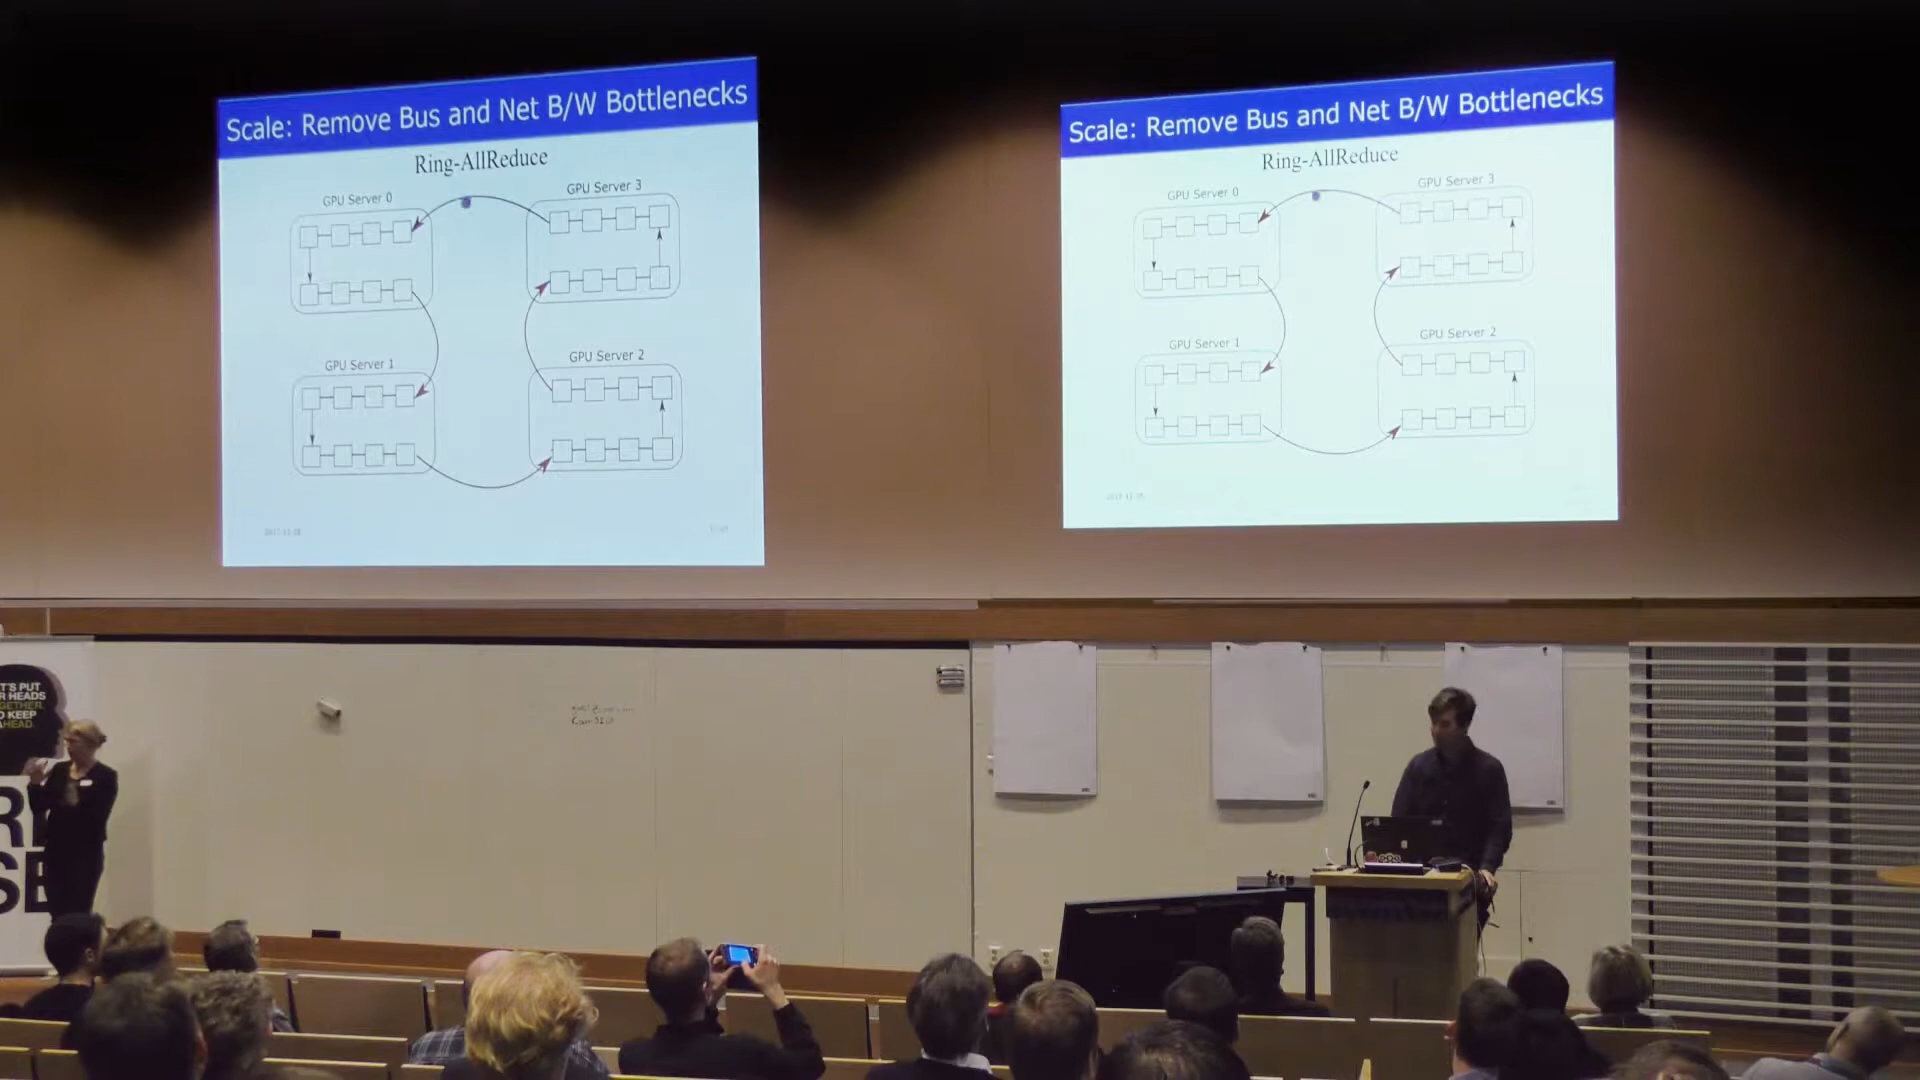 Scale: Remove Bus and Net B/W Bottlenecks
Ring-AllReduce
GPU Server 0
GPU Server 3
GPU Server 1
GPU Server 2
Scale: Remove Bus and Net B/W Bottlenecks
Ring-AllReduce
GPU Server 0
GPU Server 3
GPU Server 1
GPU Server 2
T'S PUT
R HEADS
GETHER.
D KEEP
AHEAD.